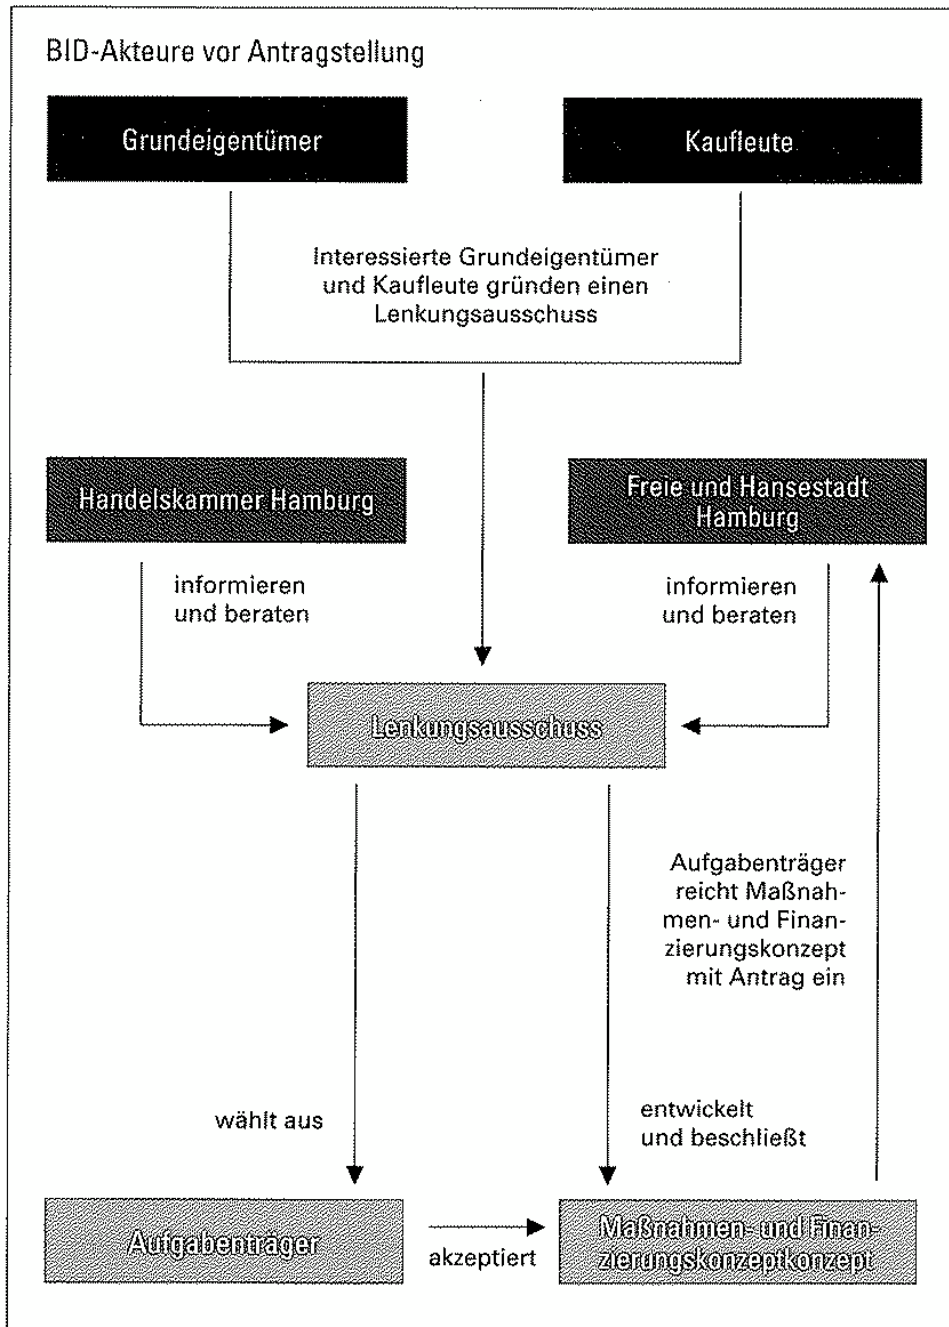 BID-Akteure vor Antragstellung
Grundeigentümer
Kaufleute
Interessierte Grundeigentümer
und Kaufleute gründen einen
Lenkungsausschuss
Handelskammer Hamburg
Freie und Hansestadt
Hamburg
informieren
und beraten
informieren
und beraten
Lenkungsausschuss
Aufgabenträger
reicht Maßnah-
men- und Finan-
zierungskonzept
mit Antrag ein
wählt aus
entwickelt
und beschließt
Aufgabenträger
akzeptiert
Maßnahmen- und Finan-
zierungskonzeptkonzept